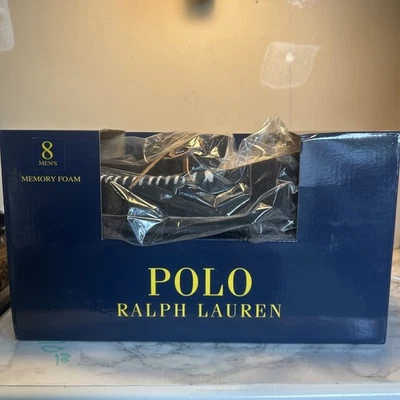 8
MEN'S
MEMORY FOAM
POLO
RALPH LAUREN